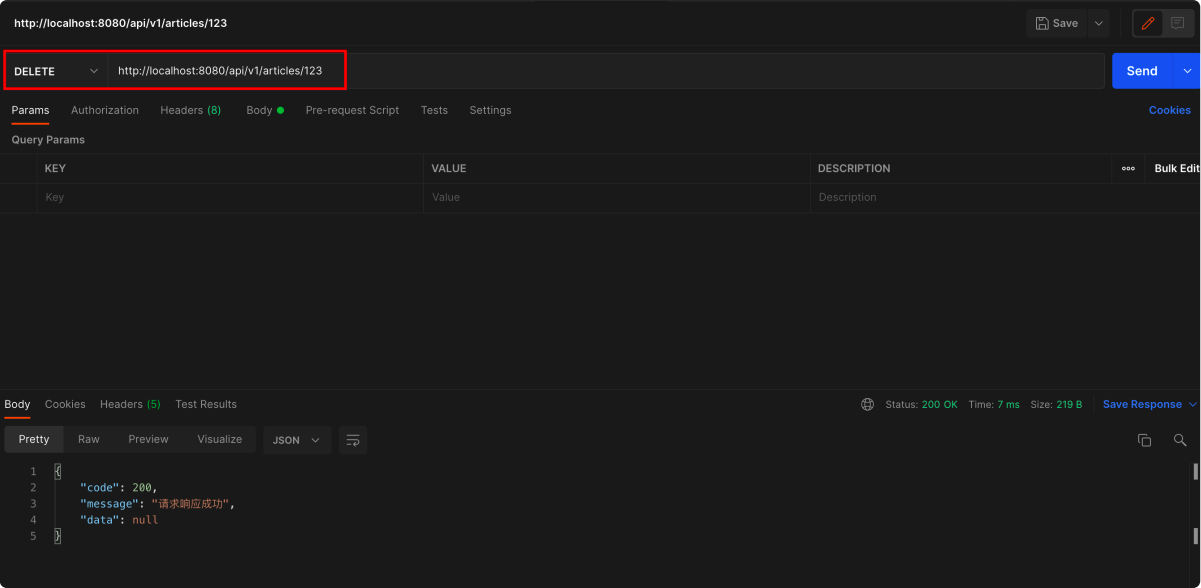 http://localhost:8080/api/v1/articles/123 Save
DELETE http://localhost:8080/api/v1/articles/123 Send
Params Authorization Headers (8) Body Pre-request Script Tests Settings Cookies
Query Params
KEY VALUE DESCRIPTION Bulk Edit
Key Value Description
Body Cookies Headers (5) Test Results Status: 200 OK Time: 7 ms Size: 219 B Save Response
Pretty Raw Preview Visualize JSON
1 {
2 "code": 200,
3 "message": "请求响应成功",
4 "data": null
5 }